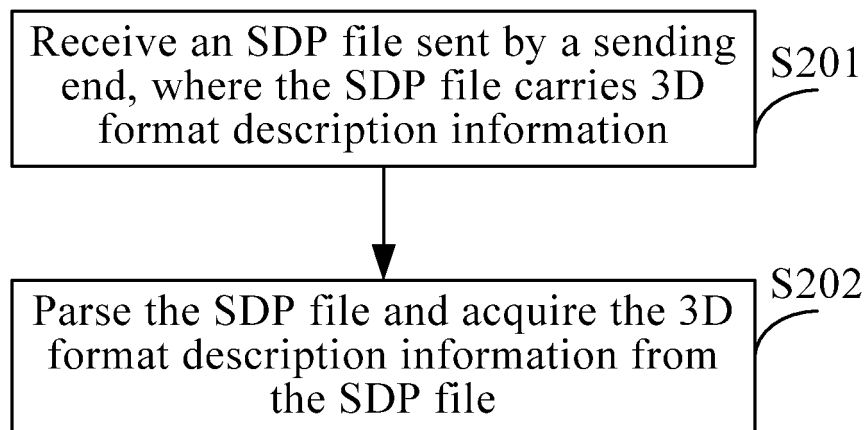 Receive an SDP file sent by a sending
end, where the SDP file carries 3D
format description information
S201
Parse the SDP file and acquire the 3D
format description information from
the SDP file
S202